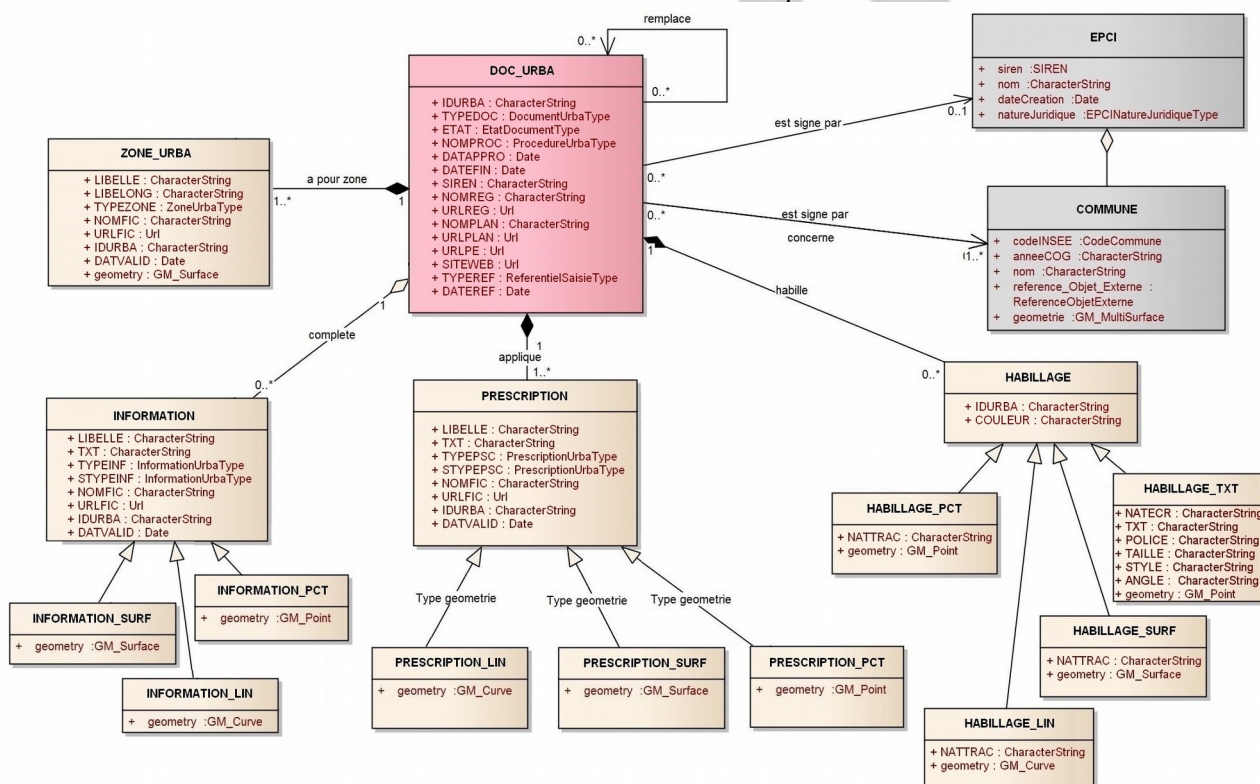 remplace
0..*
0..*
DOC_URBA
+ IDURBA : CharacterString
+ TYPEDOC : DocumentUrbaType
+ ETAT : EtatDocumentType
+ NOMPROC : ProcedureUrbaType
+ DATAPPRO : Date
+ DATEFIN : Date
+ SIREN : CharacterString
+ NOMREG : CharacterString
+ URLREG : Url
+ NOMPLAN : CharacterString
+ URLPLAN : Url
+ URLPE : Url
+ SITEWEB : Url
+ TYPEREF : ReferentielSaisieType
+ DATEREF : Date
EPCI
+ siren :SIREN
+ nom :CharacterString
+ dateCreation :Date
+ natureJuridique :EPCINatureJuridiqueType
est signe par
0..1
0..*
ZONE_URBA
+ LIBELLE : CharacterString
+ LIBELONG : CharacterString
+ TYPEZONE : ZoneUrbaType
+ NOMFIC : CharacterString
+ URLFIC : Url
+ IDURBA : CharacterString
+ DATVALID : Date
+ geometry : GM_Surface
a pour zone
1..*
1
COMMUNE
+ codeINSEE :CodeCommune
+ anneeCOG :CharacterString
+ nom :CharacterString
+ reference_Objet_Externe :
ReferenceObjetExterne
+ geometrie :GM_MultiSurface
0..*
est signe par
concerne
1..*
1
habille
0..*
1
complete
0..*
1
applique
1..*
HABILLAGE
+ IDURBA : CharacterString
+ COULEUR : CharacterString
INFORMATION
+ LIBELLE : CharacterString
+ TXT : CharacterString
+ TYPEINF : InformationUrbaType
+ STYPEINF : InformationUrbaType
+ NOMFIC : CharacterString
+ URLFIC : Url
+ IDURBA : CharacterString
+ DATVALID : Date
PRESCRIPTION
+ LIBELLE : CharacterString
+ TXT : CharacterString
+ TYPEPSC : PrescriptionUrbaType
+ STYPEPSC : PrescriptionUrbaType
+ NOMFIC : CharacterString
+ URLFIC : Url
+ IDURBA : CharacterString
+ DATVALID : Date
HABILLAGE_PCT
+ NATTRAC : CharacterString
+ geometry : GM_Point
HABILLAGE_TXT
+ NATECR : CharacterString
+ TXT : CharacterString
+ POLICE : CharacterString
+ TAILLE : CharacterString
+ STYLE : CharacterString
+ ANGLE : CharacterString
+ geometry : GM_Point
INFORMATION_PCT
+ geometry :GM_Point
INFORMATION_SURF
+ geometry :GM_Surface
INFORMATION_LIN
+ geometry :GM_Curve
Type geometrie
Type geometrie
Type geometrie
PRESCRIPTION_LIN
+ geometry :GM_Curve
PRESCRIPTION_SURF
+ geometry :GM_Surface
PRESCRIPTION_PCT
+ geometry :GM_Point
HABILLAGE_SURF
+ NATTRAC : CharacterString
+ geometry : GM_Surface
HABILLAGE_LIN
+ NATTRAC : CharacterString
+ geometry : GM_Curve